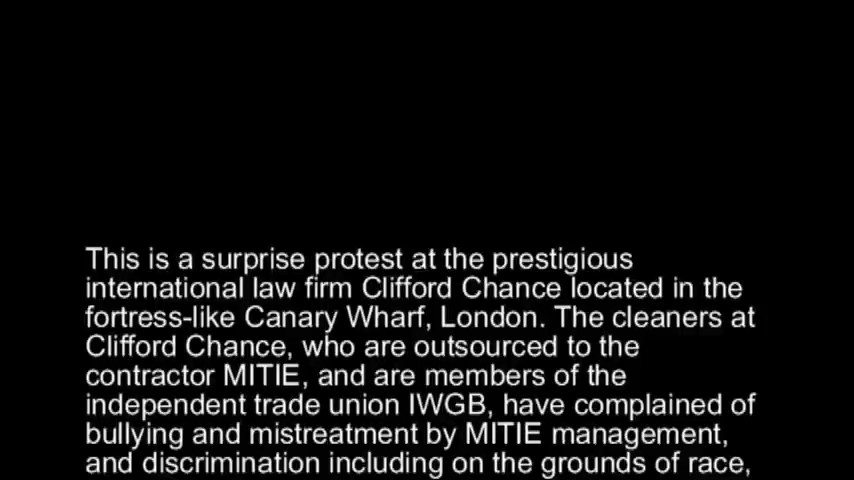 This is a surprise protest at the prestigious
international law firm Clifford Chance located in the
fortress-like Canary Wharf, London. The cleaners at
Clifford Chance, who are outsourced to the
contractor MITIE, and are members of the
independent trade union IWGB, have complained of
bullying and mistreatment by MITIE management,
and discrimination including on the grounds of race,